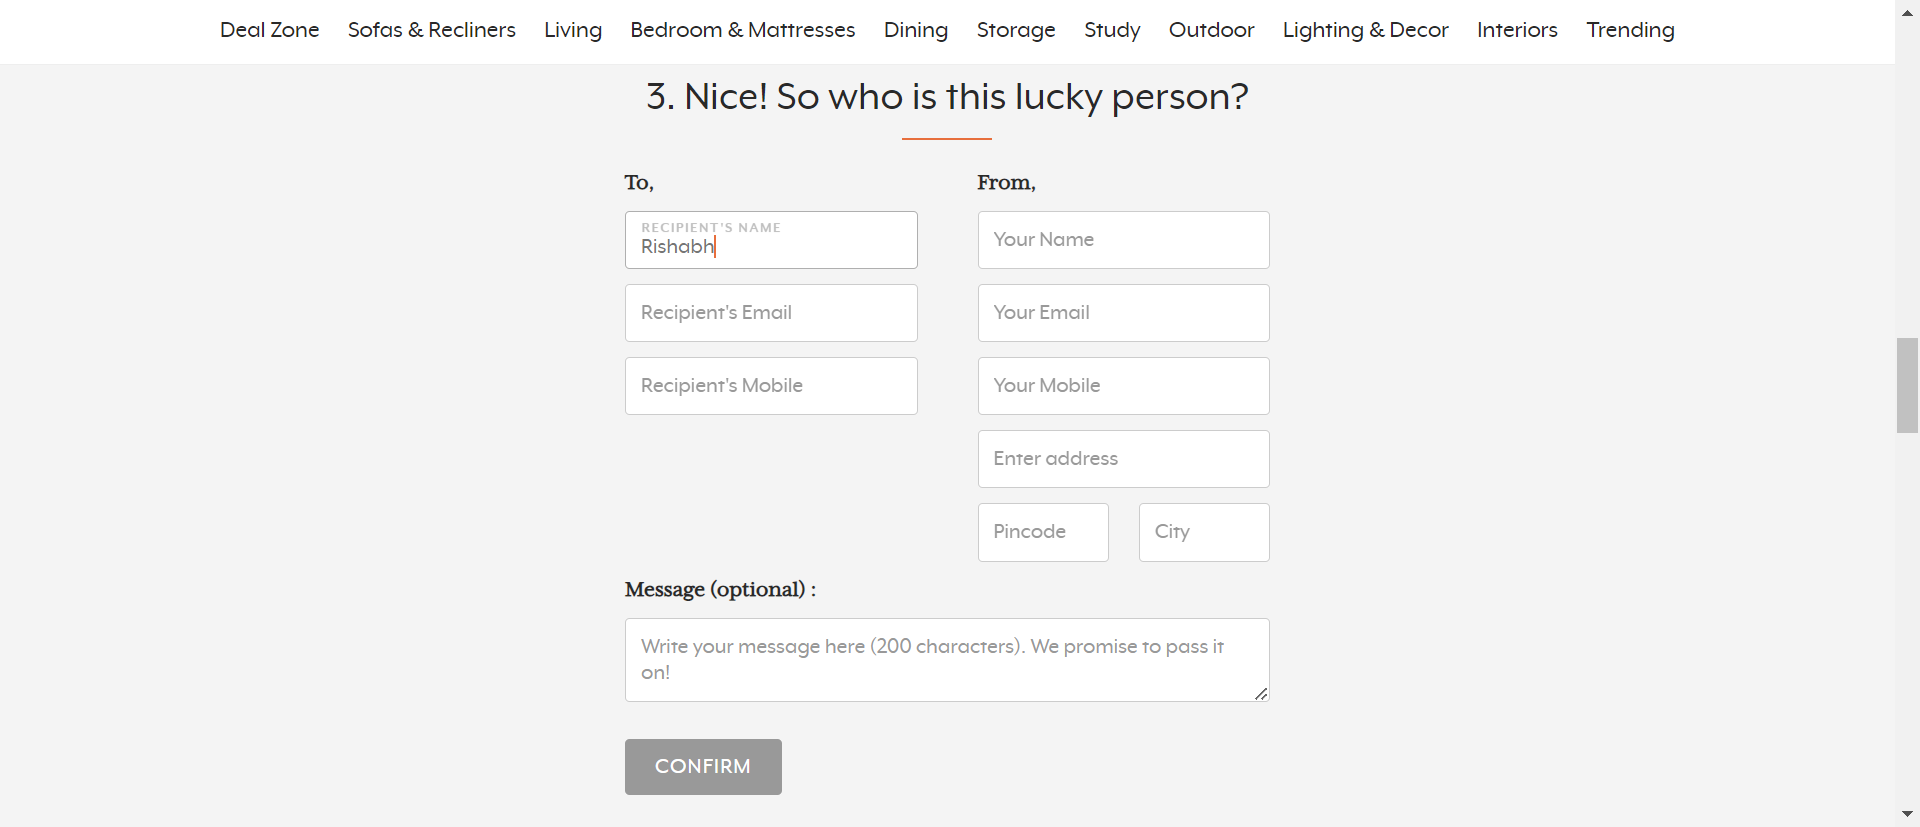 Deal Zone Sofas & Recliners Living Bedroom & Mattresses Dining Storage Study Outdoor Lighting & Decor Interiors Trending
3. Nice! So who is this lucky person?
To,
RECIPIENT'S NAME
Rishabh
Recipient's Email
Recipient's Mobile
From,
Your Name
Your Email
Your Mobile
Enter address
Pincode City
Message (optional) :
Write your message here (200 characters). We promise to pass it
on!
CONFIRM